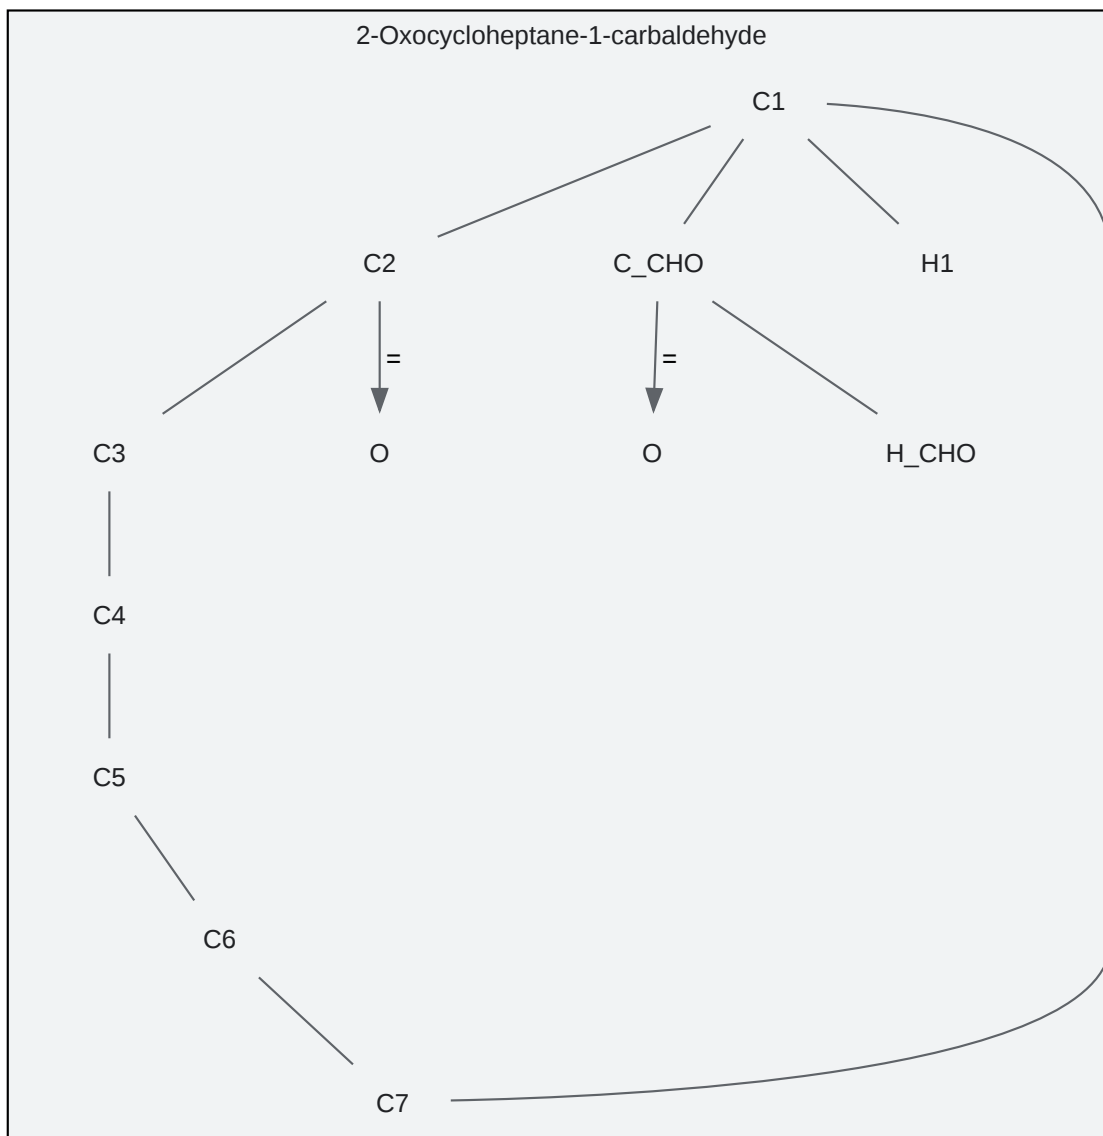 2-Oxocycloheptane-1-carbaldehyde
C1
C2 C_CHO H1
= =
C3 O O H_CHO
C4
C5
C6
C7